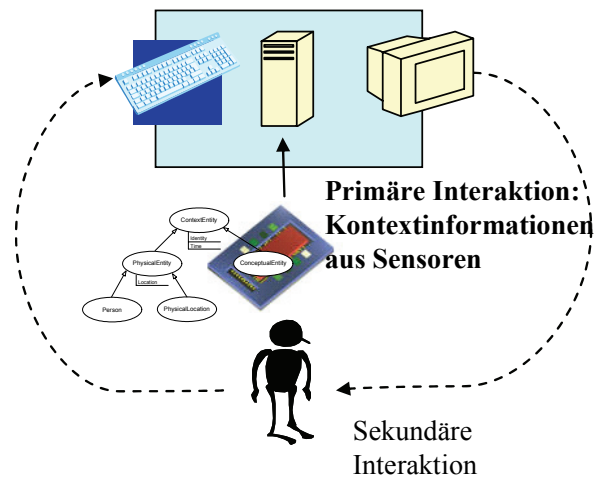 Primäre Interaktion:
Kontextinformationen
aus Sensoren
ContextEntity
Identity
Time
PhysicalEntity
ConceptualEntity
Location
Person
PhysicalLocation
Sekundäre
Interaktion